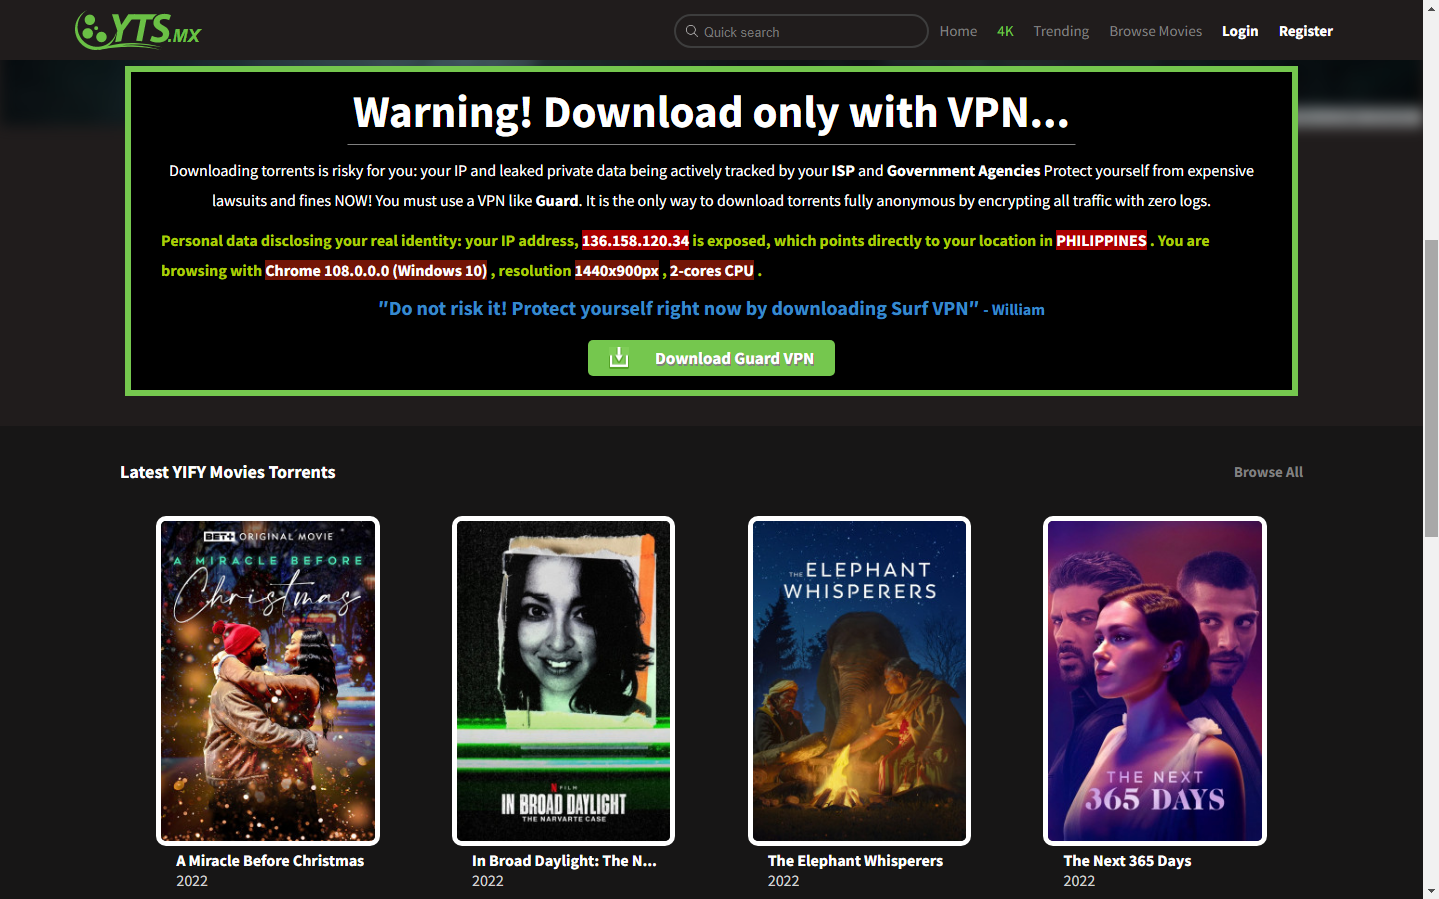 YTS.MX
Quick search
Home
4K
Trending
Browse Movies
Login
Register
Warning! Download only with VPN...
Downloading torrents is risky for you: your IP and leaked private data being actively tracked by your ISP and Government Agencies Protect yourself from expensive
lawsuits and fines NOW! You must use a VPN like Guard. It is the only way to download torrents fully anonymous by encrypting all traffic with zero logs.
Personal data disclosing your real identity: your IP address, 136.158.120.34 is exposed, which points directly to your location in PHILIPPINES . You are
browsing with Chrome 108.0.0.0 (Windows 10) , resolution 1440x900px , 2-cores CPU .
"Do not risk it! Protect yourself right now by downloading Surf VPN" - William
Download Guard VPN
Latest YIFY Movies Torrents
Browse All
BET+ ORIGINAL MOVIE
A MIRACLE BEFORE
Christmas
A Miracle Before Christmas
2022
N FILM
IN BROAD DAYLIGHT
THE NARVARTE CASE
In Broad Daylight: The N...
2022
THE ELEPHANT
WHISPERERS
The Elephant Whisperers
2022
THE NEXT
365 DAYS
The Next 365 Days
2022